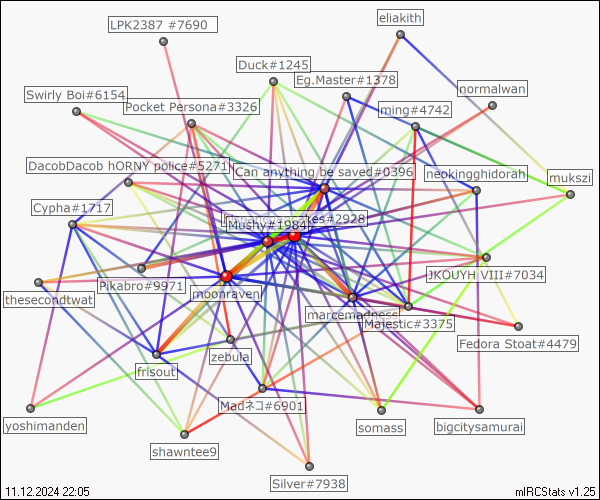 LPK2387 #7690
eliakith
Duck#1245
Eg.Master#1378
normalwan
Swirly Boi#6154
Pocket Persona#3326
ming#4742
DacobDacob hORNY police#5271
Can anything be saved#0396
neokingghidorah
mukszi
Cypha#1717
Mushy#1984
#2928
JKOUYH VIII#7034
Pikabro#9971
moonraven
thesecondtwat
marcemadness
Majestic#3375
Fedora Stoat#4479
zebula
frisout
Madネコ#6901
yoshimanden
somass
bigcitysamurai
shawntee9
Silver#7938
11.12.2024 22:05
mIRCStats v1.25